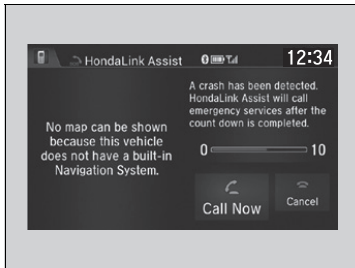 HondaLink Assist
12:34
No map can be shown
because this vehicle
does not have a built-in
Navigation System.
A crash has been detected.
HondaLink Assist will call
emergency services after the
count down is completed.
0 10
Call Now
Cancel